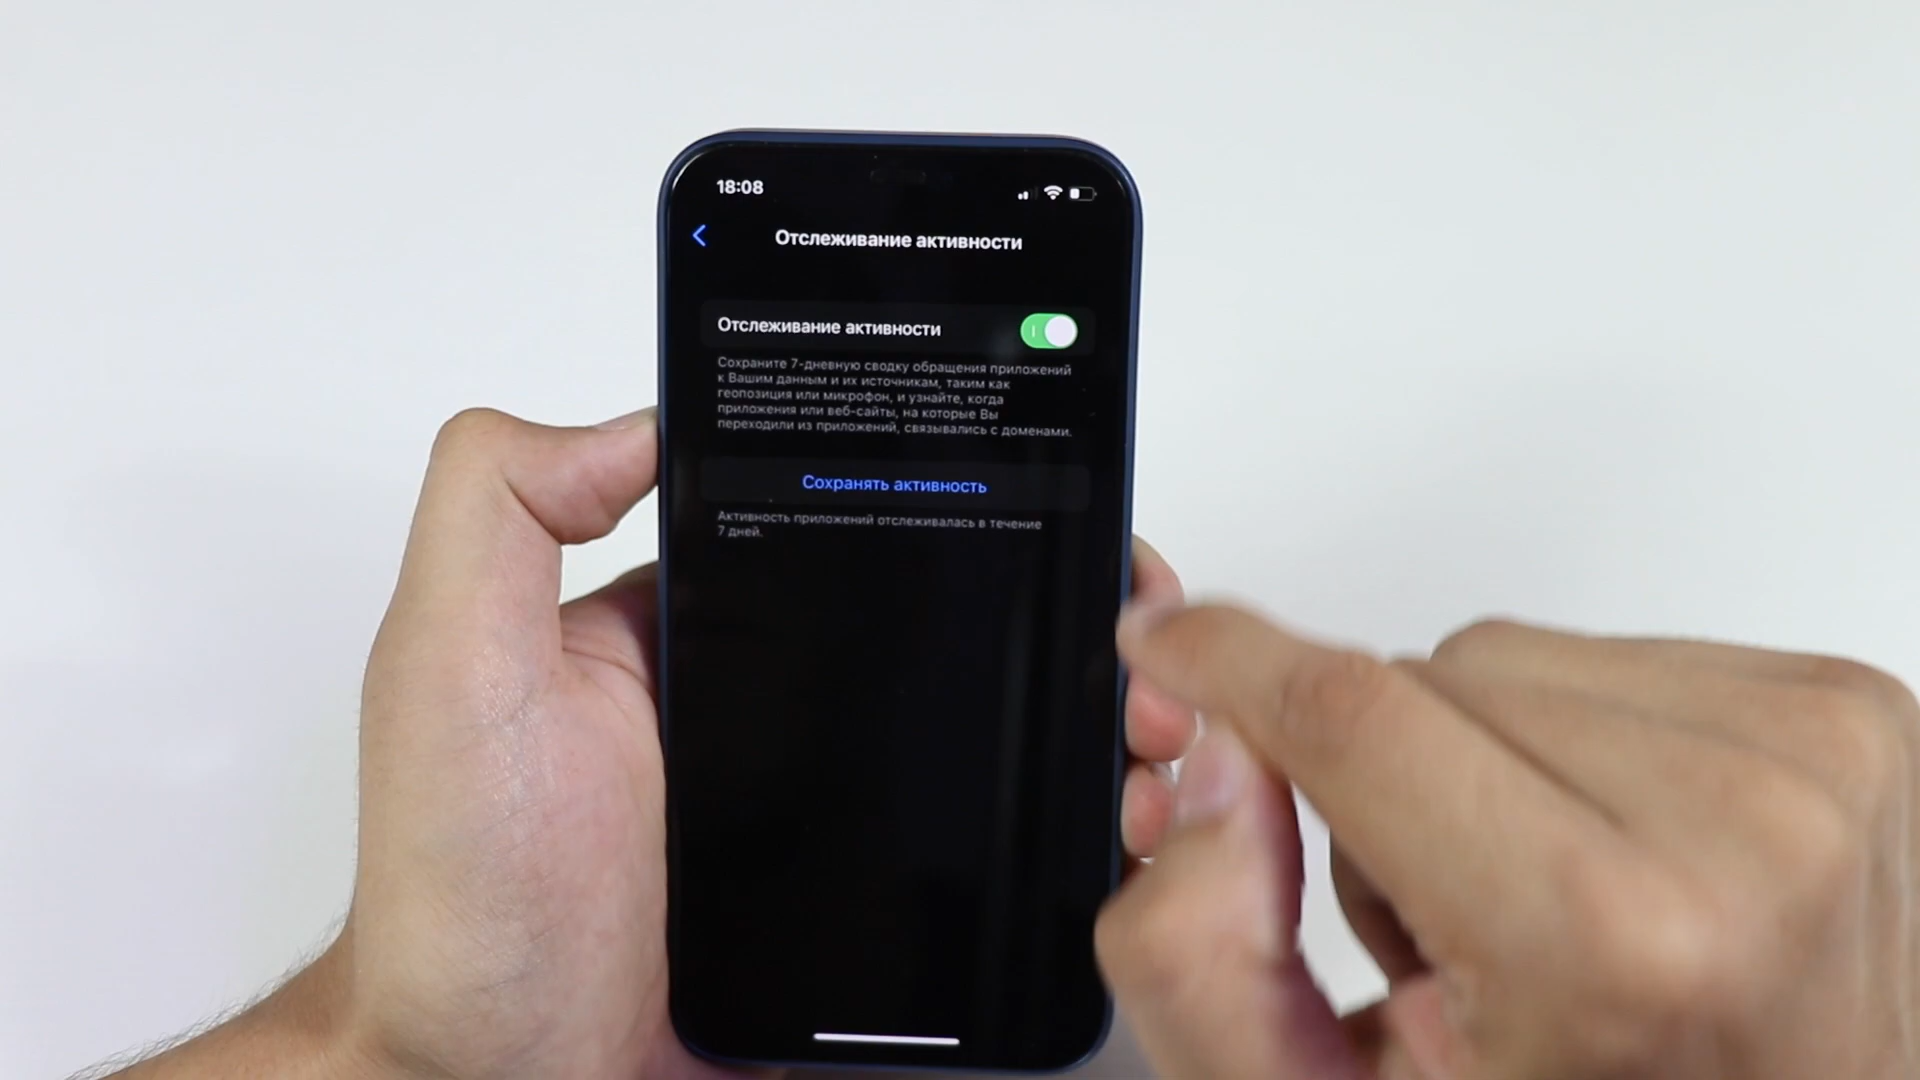 18:08
Отслеживание активности
Отслеживание активности
Сохраните 7-дневную сводку обращения приложений
к Вашим данным и их источникам, таким как
геопозиция или микрофон, и узнайте, когда
приложения или веб-сайты, на которые Вы
переходили из приложений, связывались с доменами.
Сохранять активность
Активность приложений отслеживалась в течение
7 дней.